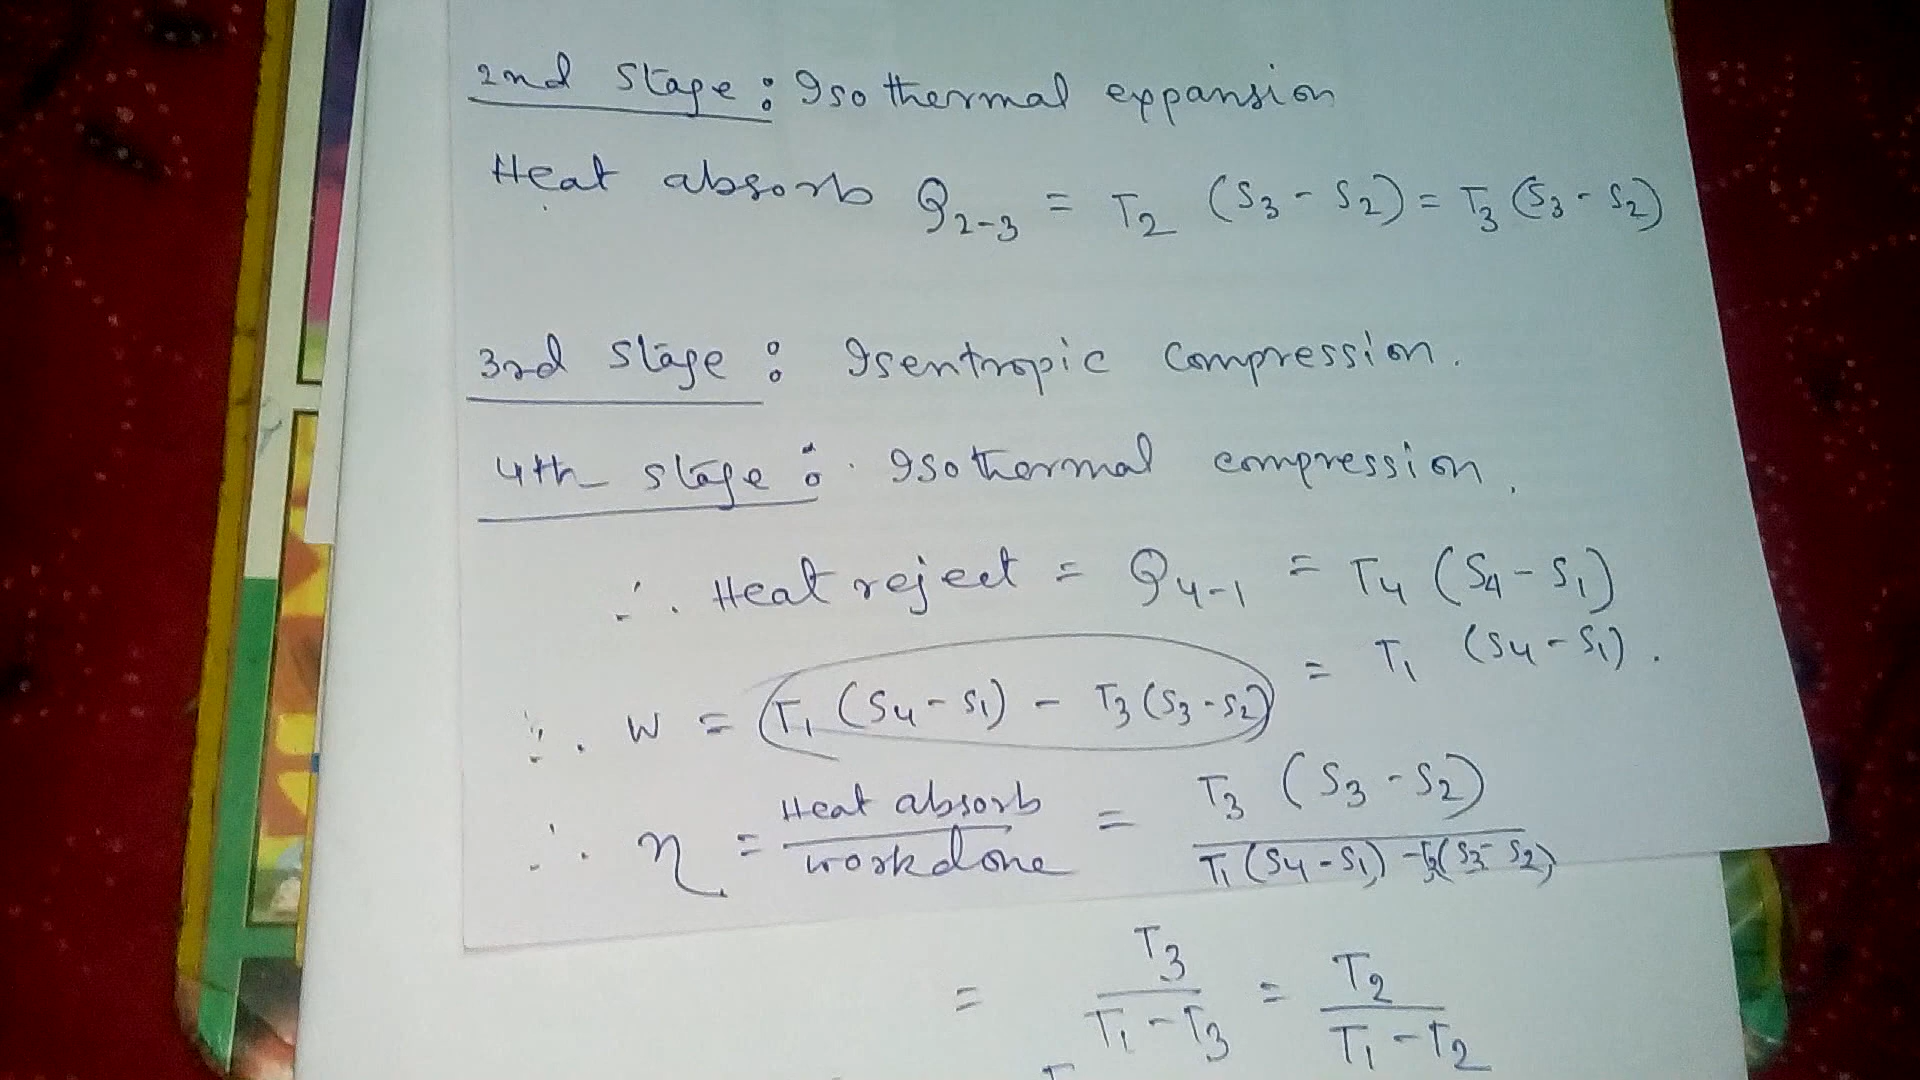 2nd Stage: Isothermal expansion
Heat absorb Q2-3 = T2 (S3 - S2) = T3 (S3 - S2)
3rd Stage: Isentropic Compression.
4th stage: Isothermal compression.
∴ Heat reject = Q4-1 = T4 (S4 - S1)
= T1 (S4 - S1).
∴ W = T1 (S4 - S1) - T3 (S3 - S2)
∴ η = Heat absorb / workdone = T3 (S3 - S2) / T1 (S4 - S1) - T3 (S3 - S2)
= T3 / T1 - T3 = T2 / T1 - T2